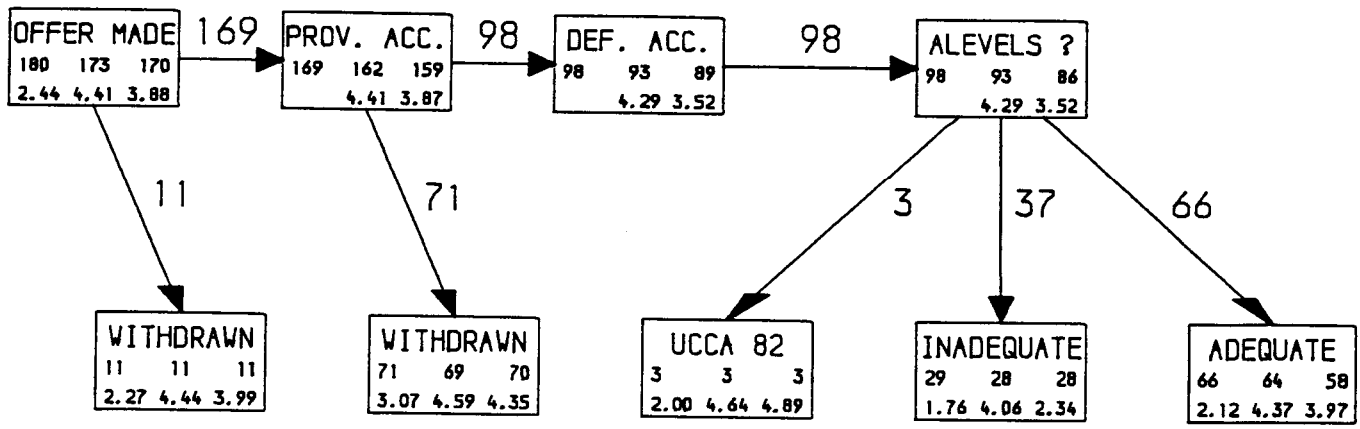 OFFER MADE
180 173 170
2.44 4.41 3.88
169
PROV. ACC.
169 162 159
4.41 3.87
98
DEF. ACC.
98 93 89
4.29 3.52
98
ALEVELS ?
98 93 86
4.29 3.52
11
71
3
37
66
WITHDRAWN
11 11 11
2.27 4.44 3.99
WITHDRAWN
71 69 70
3.07 4.59 4.35
UCCA 82
3 3 3
2.00 4.64 4.89
INADEQUATE
29 28 28
1.76 4.06 2.34
ADEQUATE
66 64 58
2.12 4.37 3.97